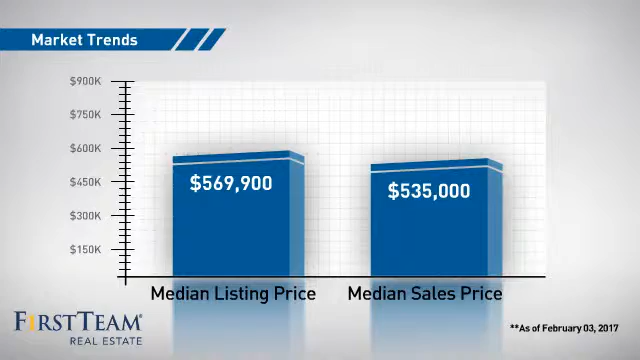 Market Trends
$900K
$750K
$600K
$450K
$300K
$150K
$569,900
$535,000
Median Listing Price
Median Sales Price
FIRSTTEAM®
REAL ESTATE
**As of February 03, 2017